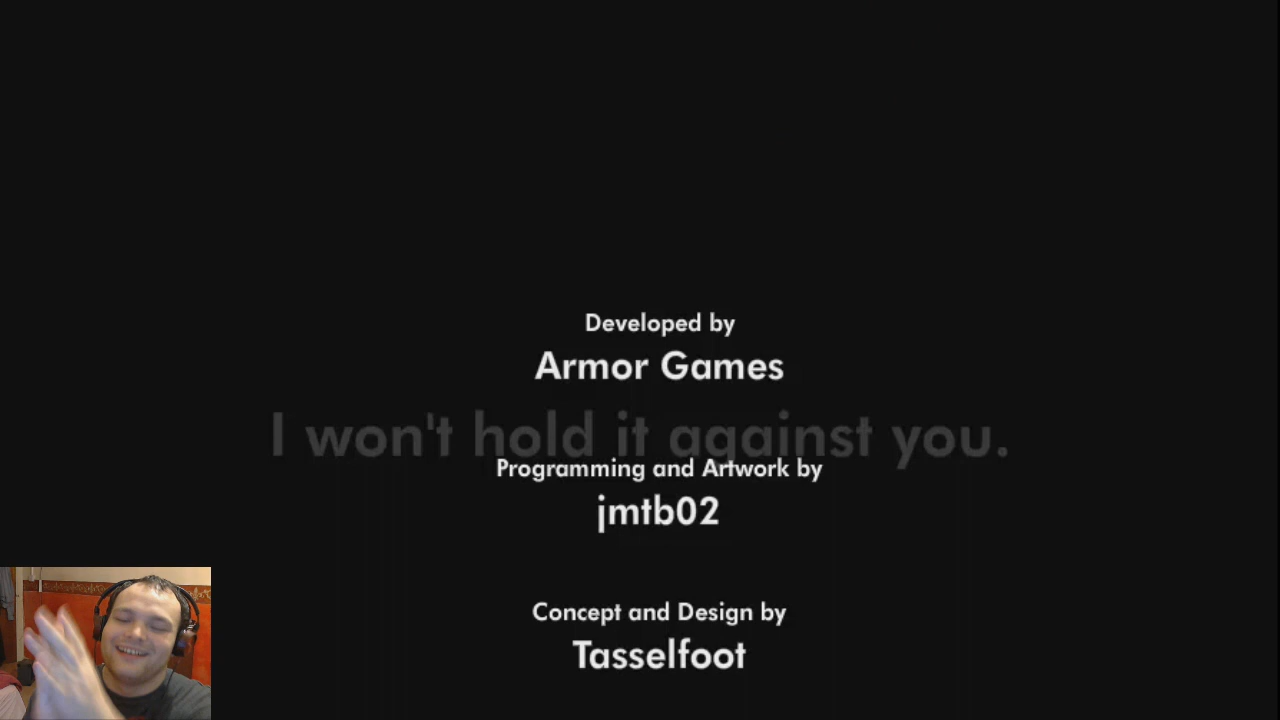 Developed by
Armor Games
I won't hold it against you.
Programming and Artwork by
jmtb02
Concept and Design by
Tasselfoot